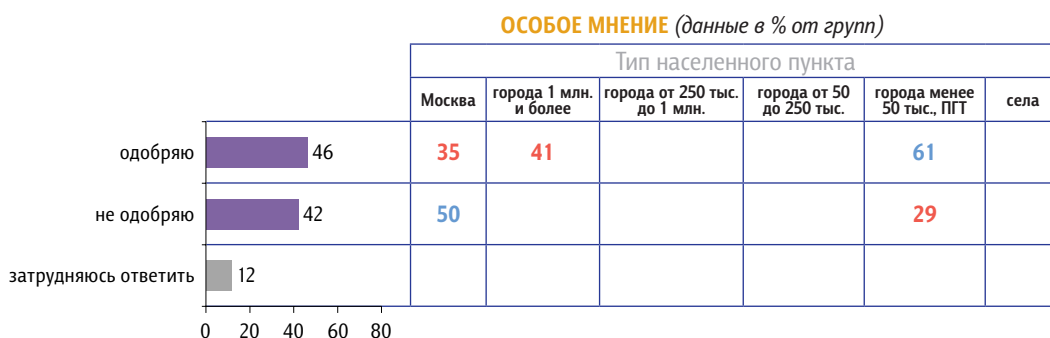 ОСОБОЕ МНЕНИЕ (данные в % от групп)
Тип населенного пункта
Москва
города 1 млн.
и более
города от 250 тыс.
до 1 млн.
города от 50
до 250 тыс.
города менее
50 тыс., ПГТ
села
одобряю 46 35 41 61
не одобряю 42 50 29
затрудняюсь ответить 12
0 20 40 60 80